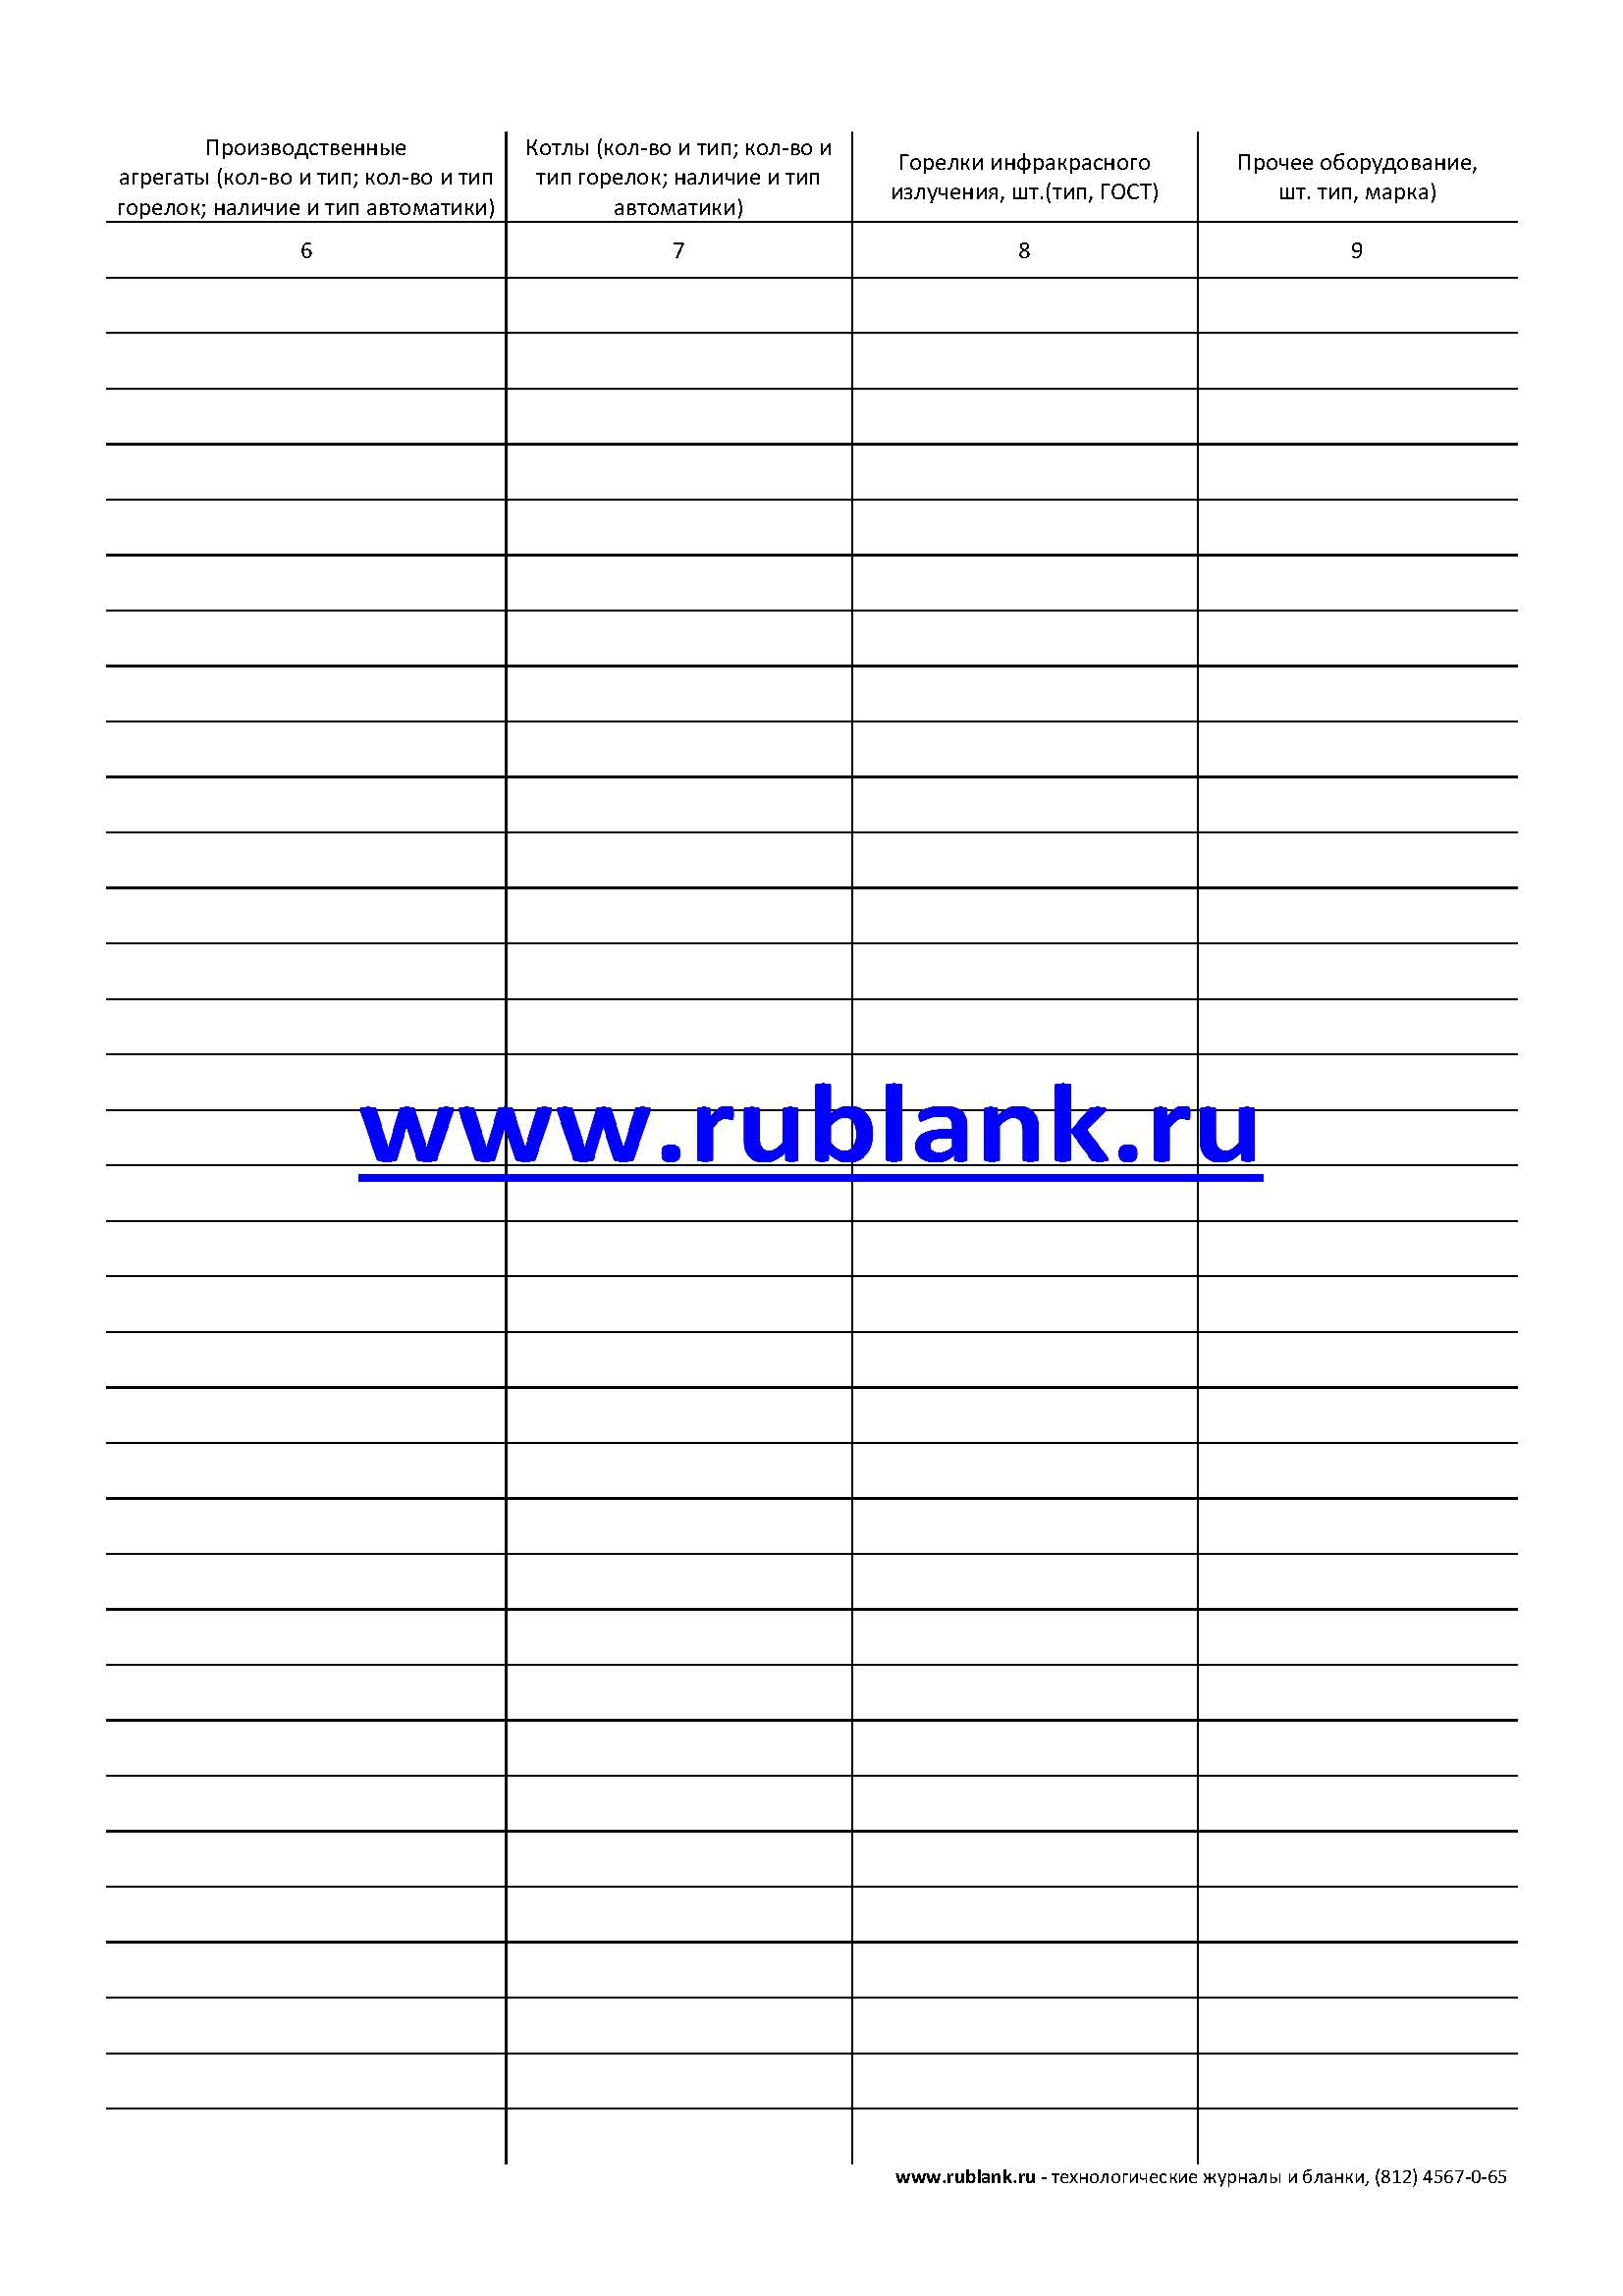 Производственные
агрегаты (кол-во и тип; кол-во и тип
горелок; наличие и тип автоматики)
Котлы (кол-во и тип; кол-во и
тип горелок; наличие и тип
автоматики)
Горелки инфракрасного
излучения, шт.(тип, ГОСТ)
Прочее оборудование,
шт. тип, марка)
6
7
8
9
www.rublank.ru
www.rublank.ru - технологические журналы и бланки, (812) 4567-0-65